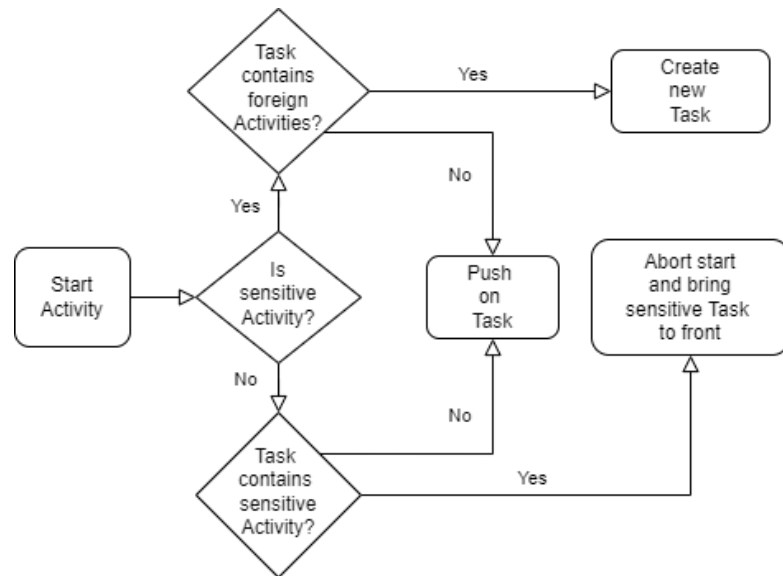 Task
contains
foreign
Activities?
Yes
Create
new
Task
No
Yes
Start
Activity
Is
sensitive
Activity?
Push
on
Task
Abort start
and bring
sensitive Task
to front
No
No
Task
contains
sensitive
Activity?
Yes